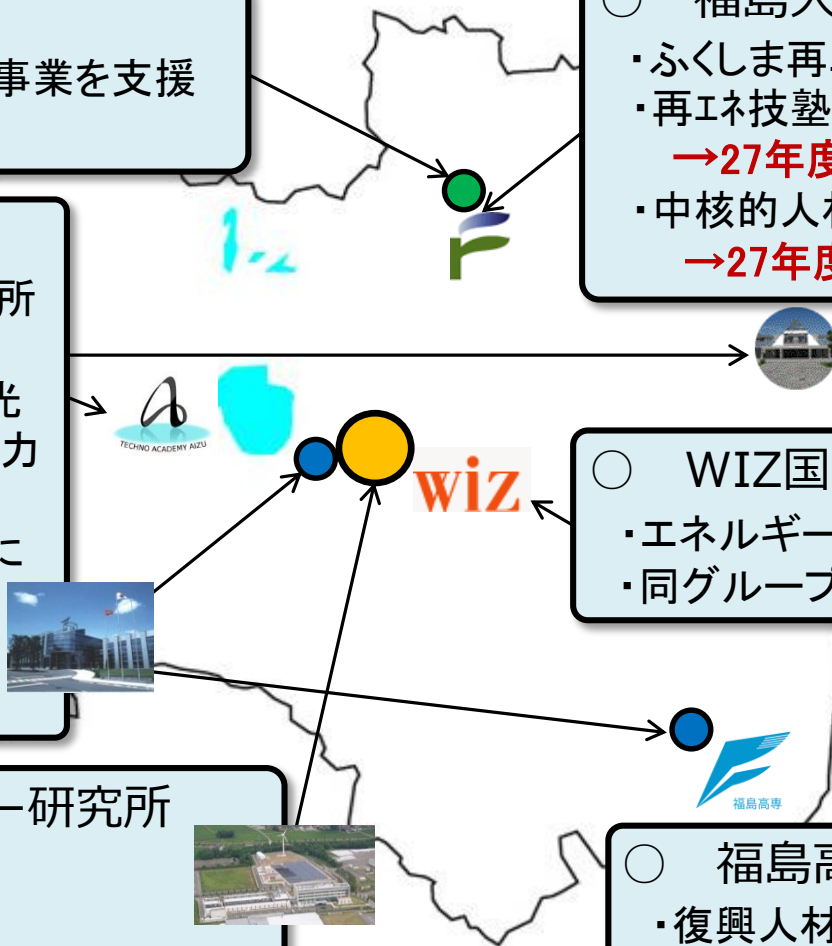 事業を支援
○　福島大
・ふくしま再エ
・再ｴﾈ技塾
→27年度
・中核的人材
→27年度
所
光
力
に
TECHNO ACADEMY AIZU
wiz
○　WIZ国
・エネルギー
・同グループ
福島高専
ー研究所
○　福島高
・復興人材